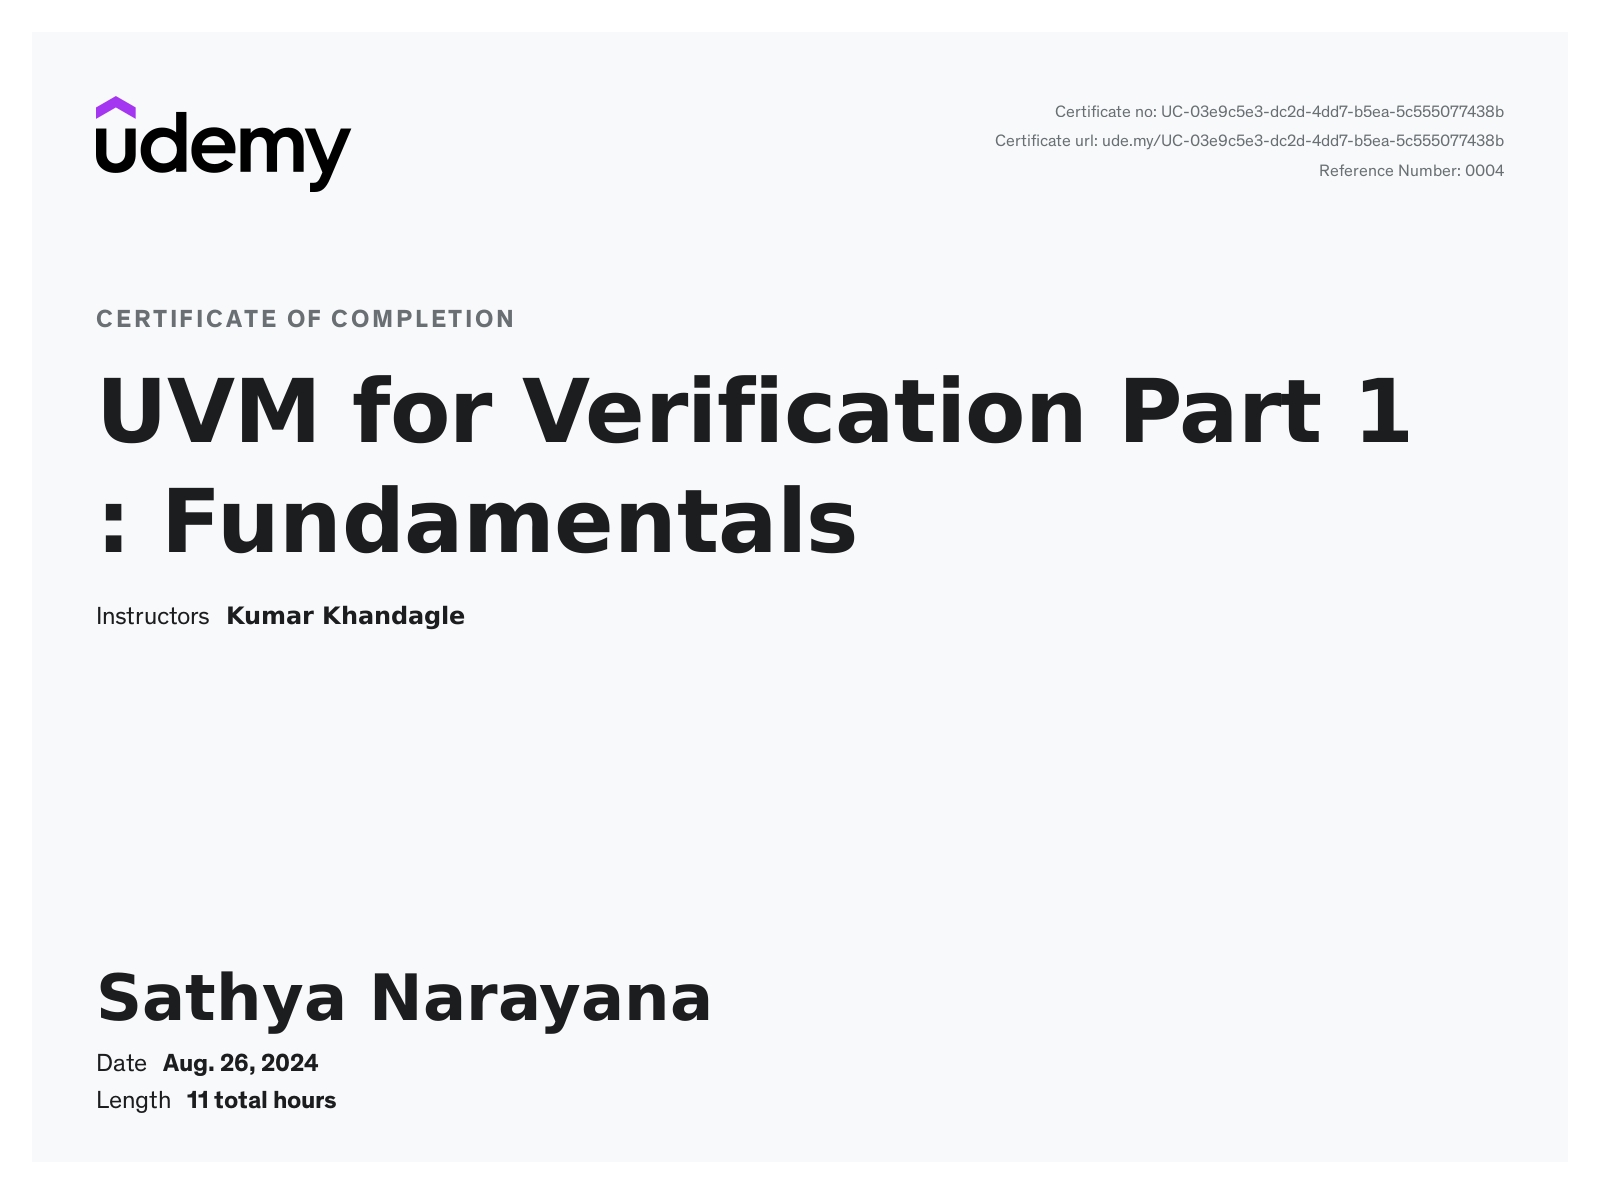 udemy
Certificate no: UC-03e9c5e3-dc2d-4dd7-b5ea-5c555077438b
Certificate url: ude.my/UC-03e9c5e3-dc2d-4dd7-b5ea-5c555077438b
Reference Number: 0004
CERTIFICATE OF COMPLETION
UVM for Verification Part 1
: Fundamentals
Instructors Kumar Khandagle
Sathya Narayana
Date Aug. 26, 2024
Length 11 total hours